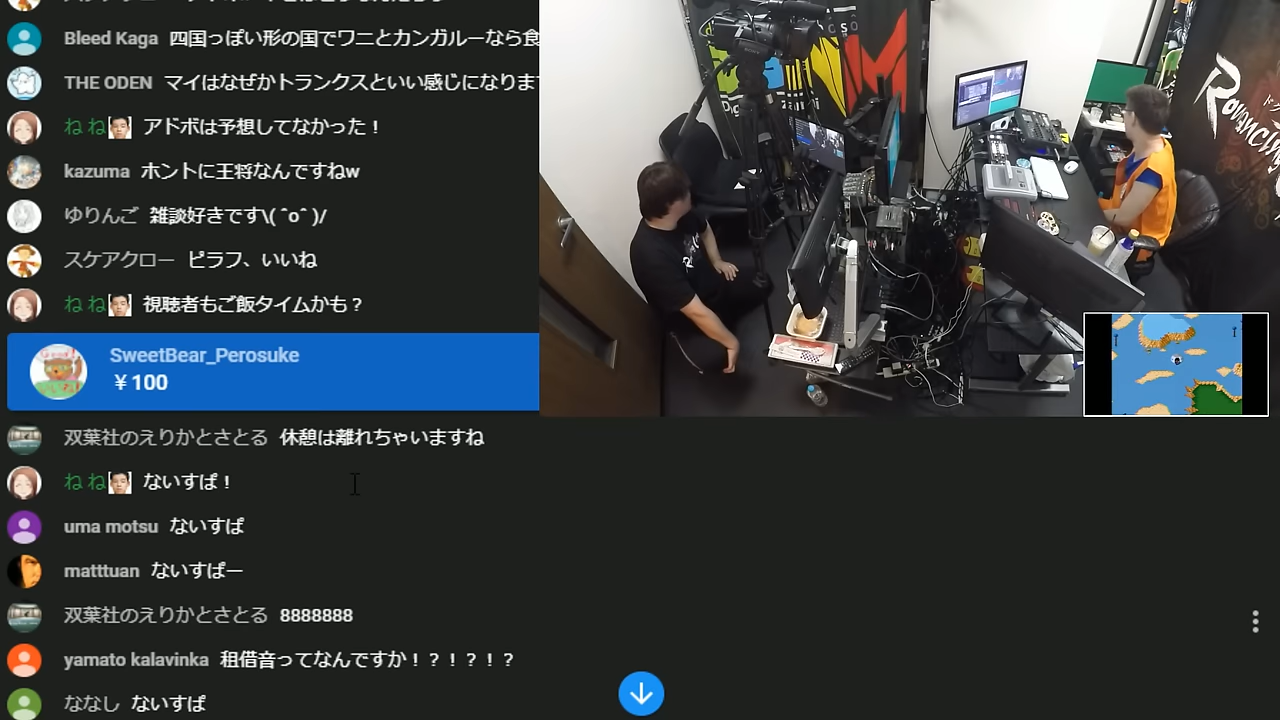 Bleed Kaga 四国っぽい形の国でワニとカンガルーなら食
THE ODEN マイはなぜかトランクスといい感じになりま
ね ね アドボは予想してなかった！
kazuma ホントに王将なんですねw
ゆりんご 雑談好きです\( ˆoˆ )/
スケアクロー ピラフ、いいね
ね ね 視聴者もご飯タイムかも？
SweetBear_Perosuke
￥100
双葉社のえりかとさとる 休憩は離れちゃいますね
ね ね ないすぱ！
uma motsu ないすぱ
matttuan ないすぱー
双葉社のえりかとさとる 8888888
yamato kalavinka 租借音ってなんですか！？！？！？
ななし ないすぱ